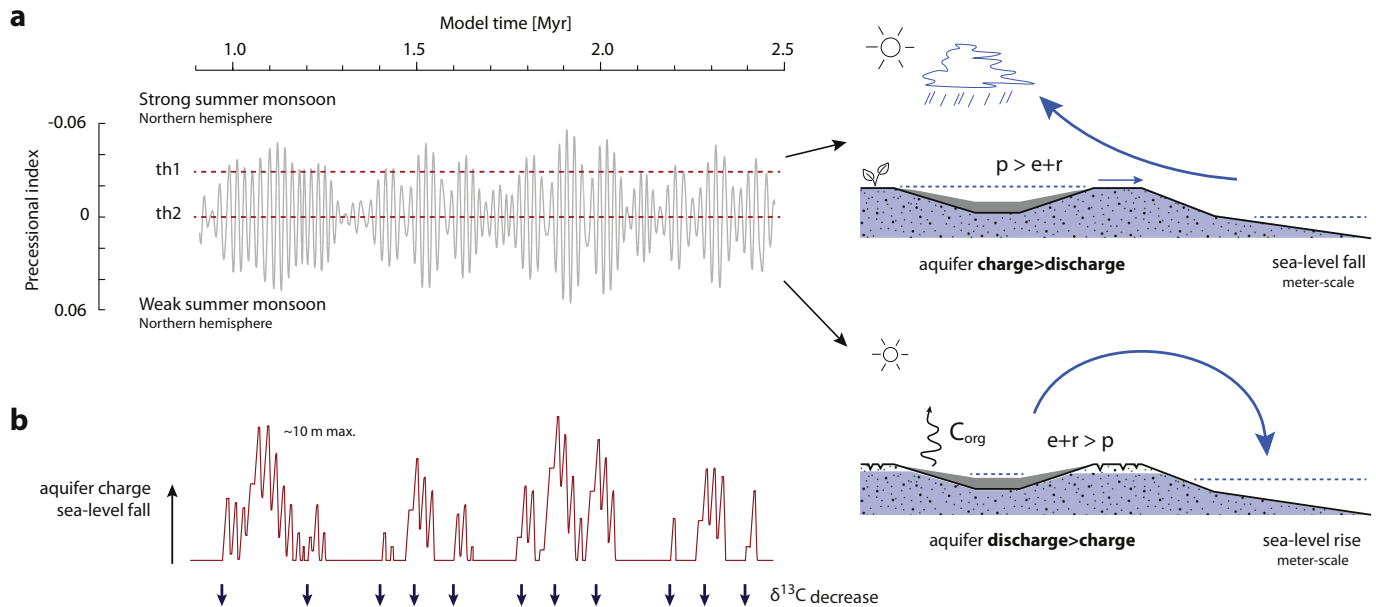 a
Model time [Myr]
1.0
1.5
2.0
2.5
Strong summer monsoon
Northern hemisphere
-0.06
th1
Precessional index
0
th2
Weak summer monsoon
Northern hemisphere
0.06
p > e+r
aquifer charge>discharge
sea-level fall
meter-scale
b
~10 m max.
aquifer charge
sea-level fall
δ13C decrease
Corg
e+r > p
aquifer discharge>charge
sea-level rise
meter-scale